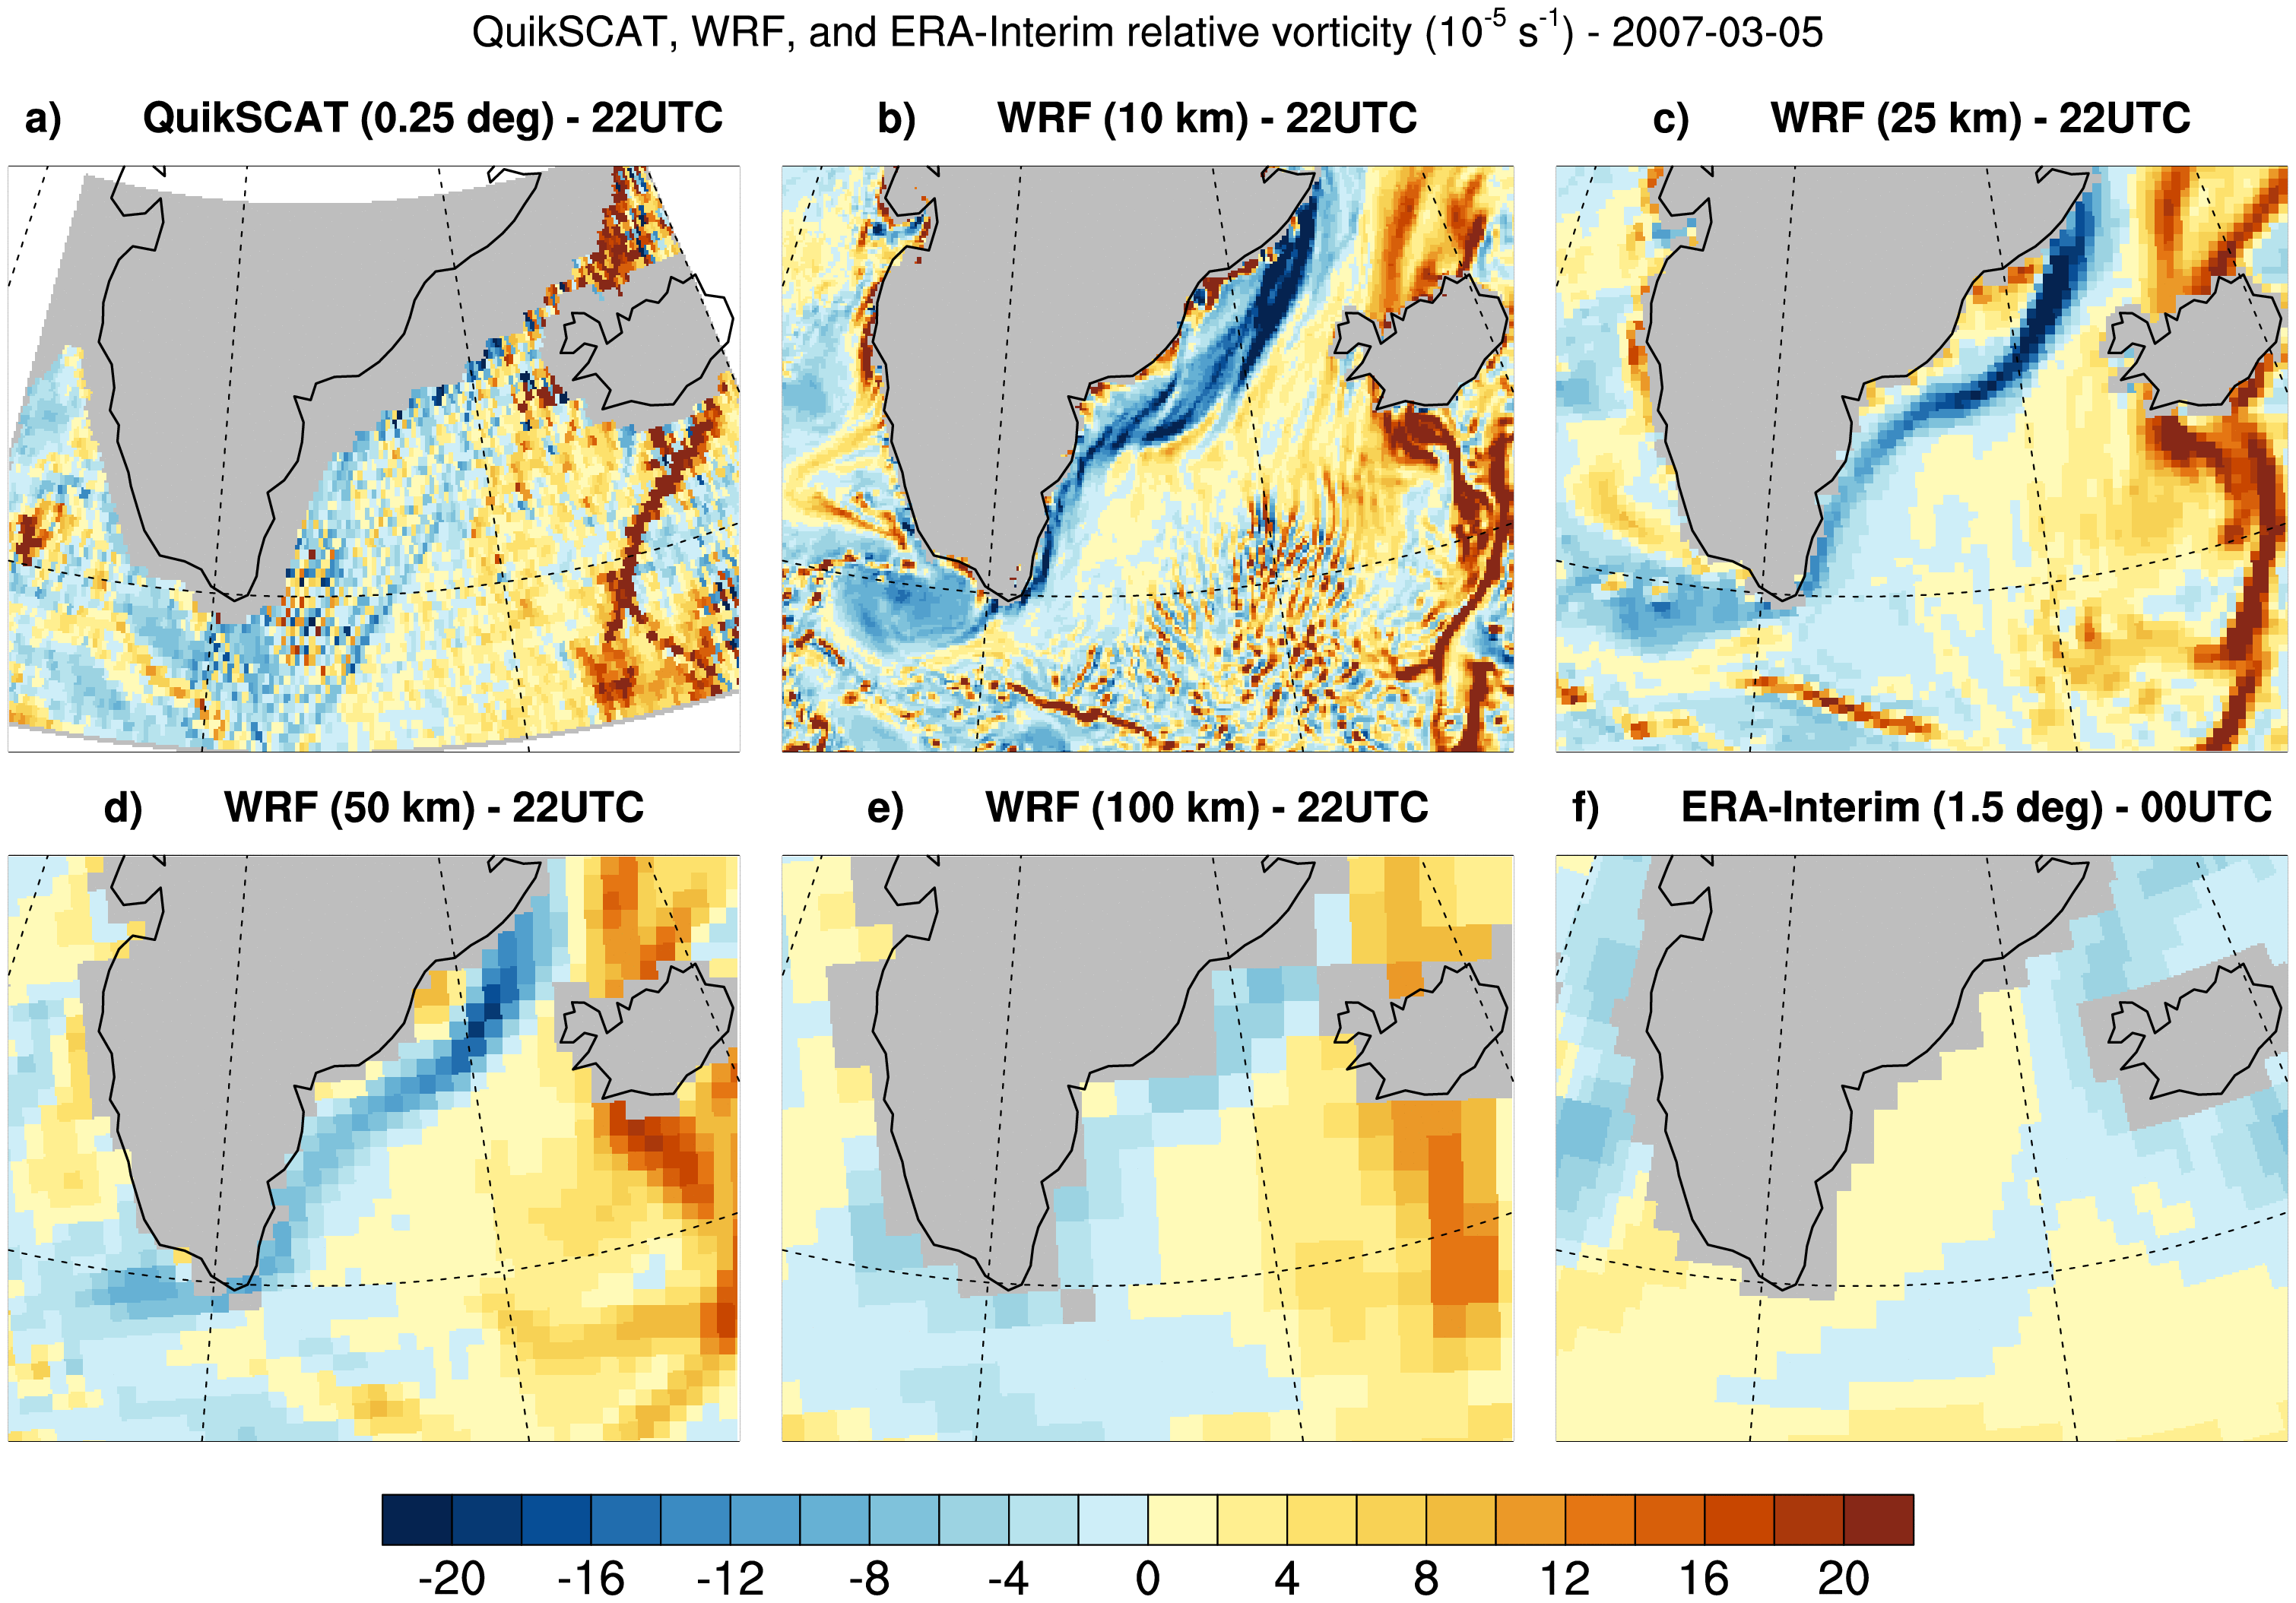 QuikSCAT, WRF, and ERA-Interim relative vorticity (10⁻⁵ s⁻¹) - 2007-03-05
a) QuikSCAT (0.25 deg) - 22UTC
b) WRF (10 km) - 22UTC
c) WRF (25 km) - 22UTC
d) WRF (50 km) - 22UTC
e) WRF (100 km) - 22UTC
f) ERA-Interim (1.5 deg) - 00UTC
-20 -16 -12 -8 -4 0 4 8 12 16 20